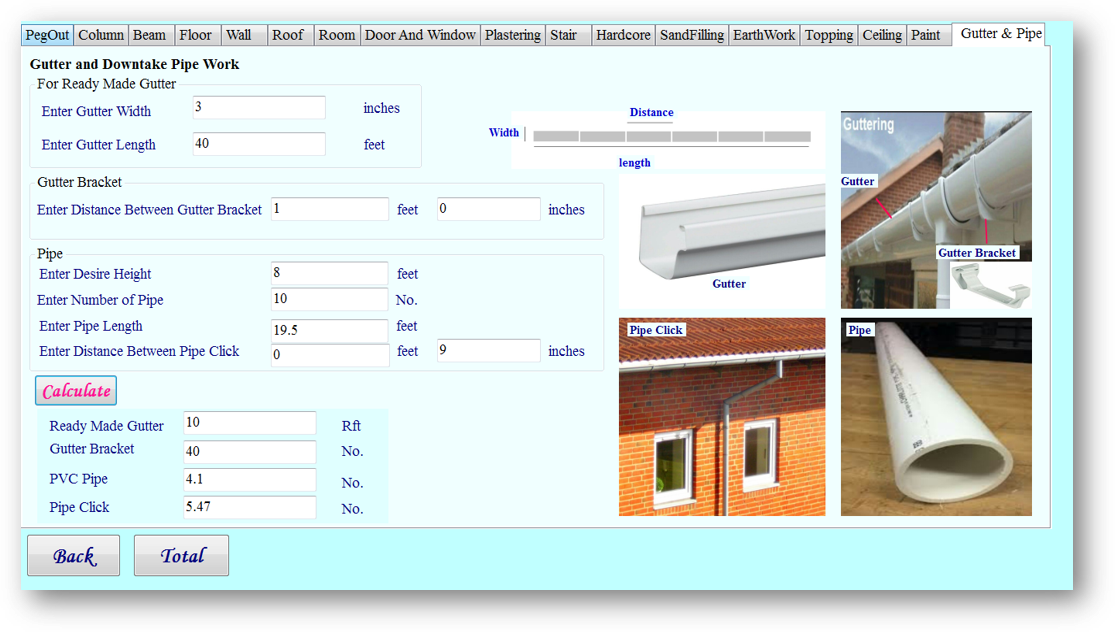 PegOut Column Beam Floor Wall Roof Room Door And Window Plastering Stair Hardcore SandFilling EarthWork Topping Ceiling Paint Gutter & Pipe
Gutter and Downtake Pipe Work
For Ready Made Gutter
Enter Gutter Width 3 inches
Enter Gutter Length 40 feet
Gutter Bracket
Enter Distance Between Gutter Bracket 1 feet 0 inches
Pipe
Enter Desire Height 8 feet
Enter Number of Pipe 10 No.
Enter Pipe Length 19.5 feet
Enter Distance Between Pipe Click 0 feet 9 inches
Calculate
Ready Made Gutter 10 Rft
Gutter Bracket 40 No.
PVC Pipe 4.1 No.
Pipe Click 5.47 No.
Distance
Width
length
Gutter
Guttering
Gutter
Gutter Bracket
Pipe Click
Pipe
Back Total